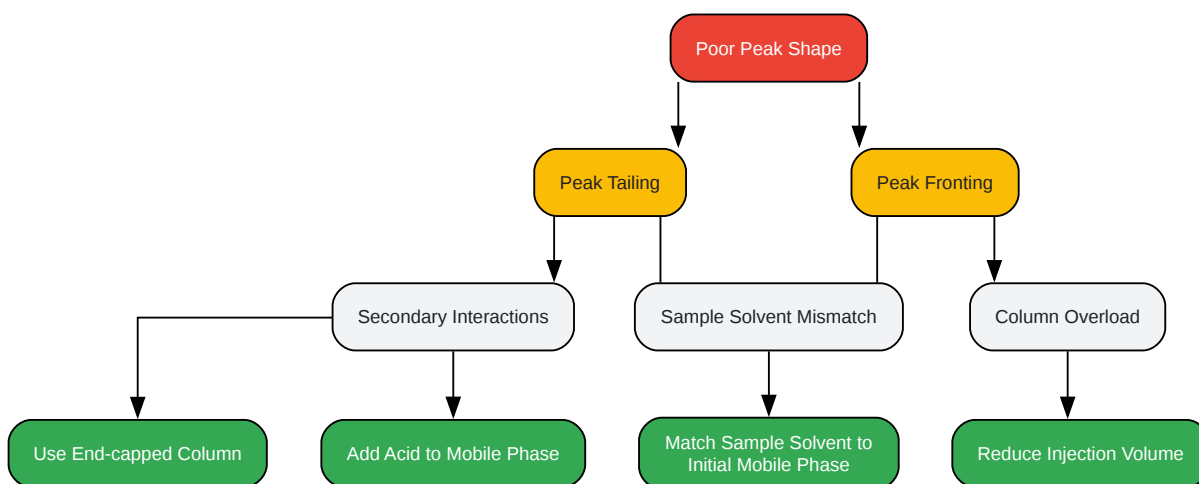 Poor Peak Shape
Peak Tailing
Peak Fronting
Secondary Interactions
Sample Solvent Mismatch
Column Overload
Use End-capped Column
Add Acid to Mobile Phase
Match Sample Solvent to
Initial Mobile Phase
Reduce Injection Volume